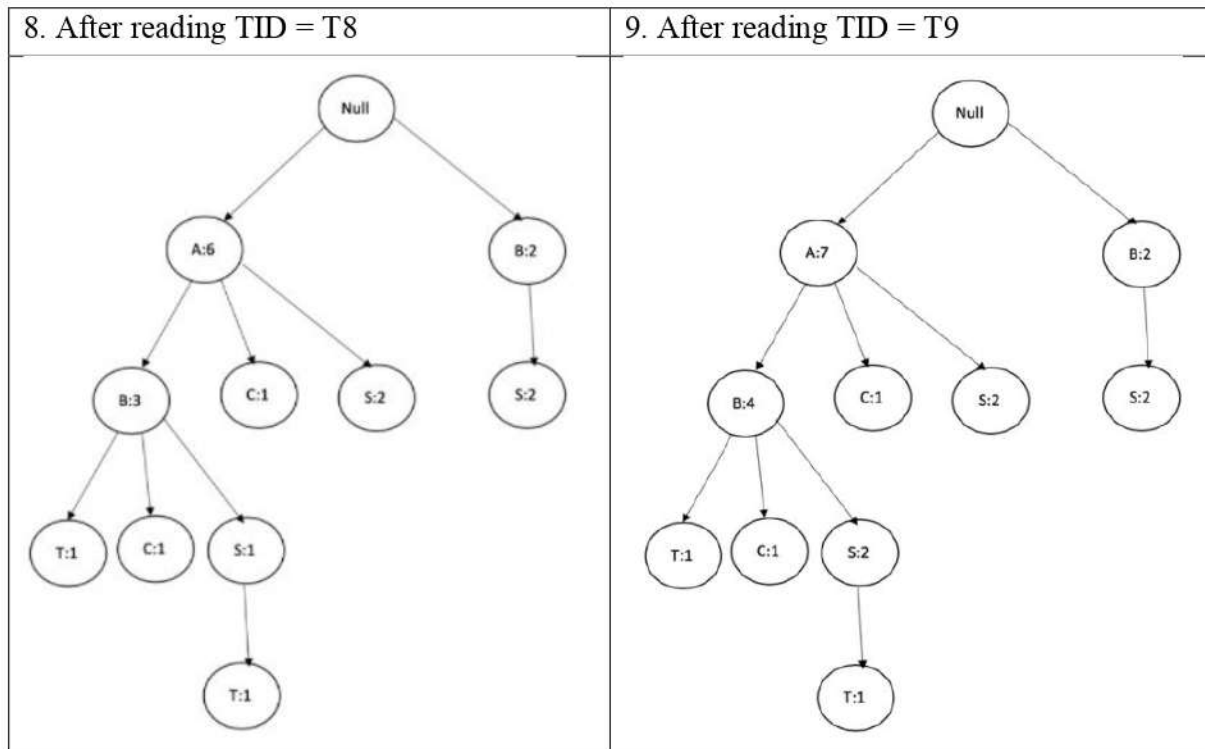 8. After reading TID = T8
Null
A:6
B:2
B:3
C:1
S:2
S:2
T:1
C:1
S:1
T:1
9. After reading TID = T9
Null
A:7
B:2
B:4
C:1
S:2
S:2
T:1
C:1
S:2
T:1